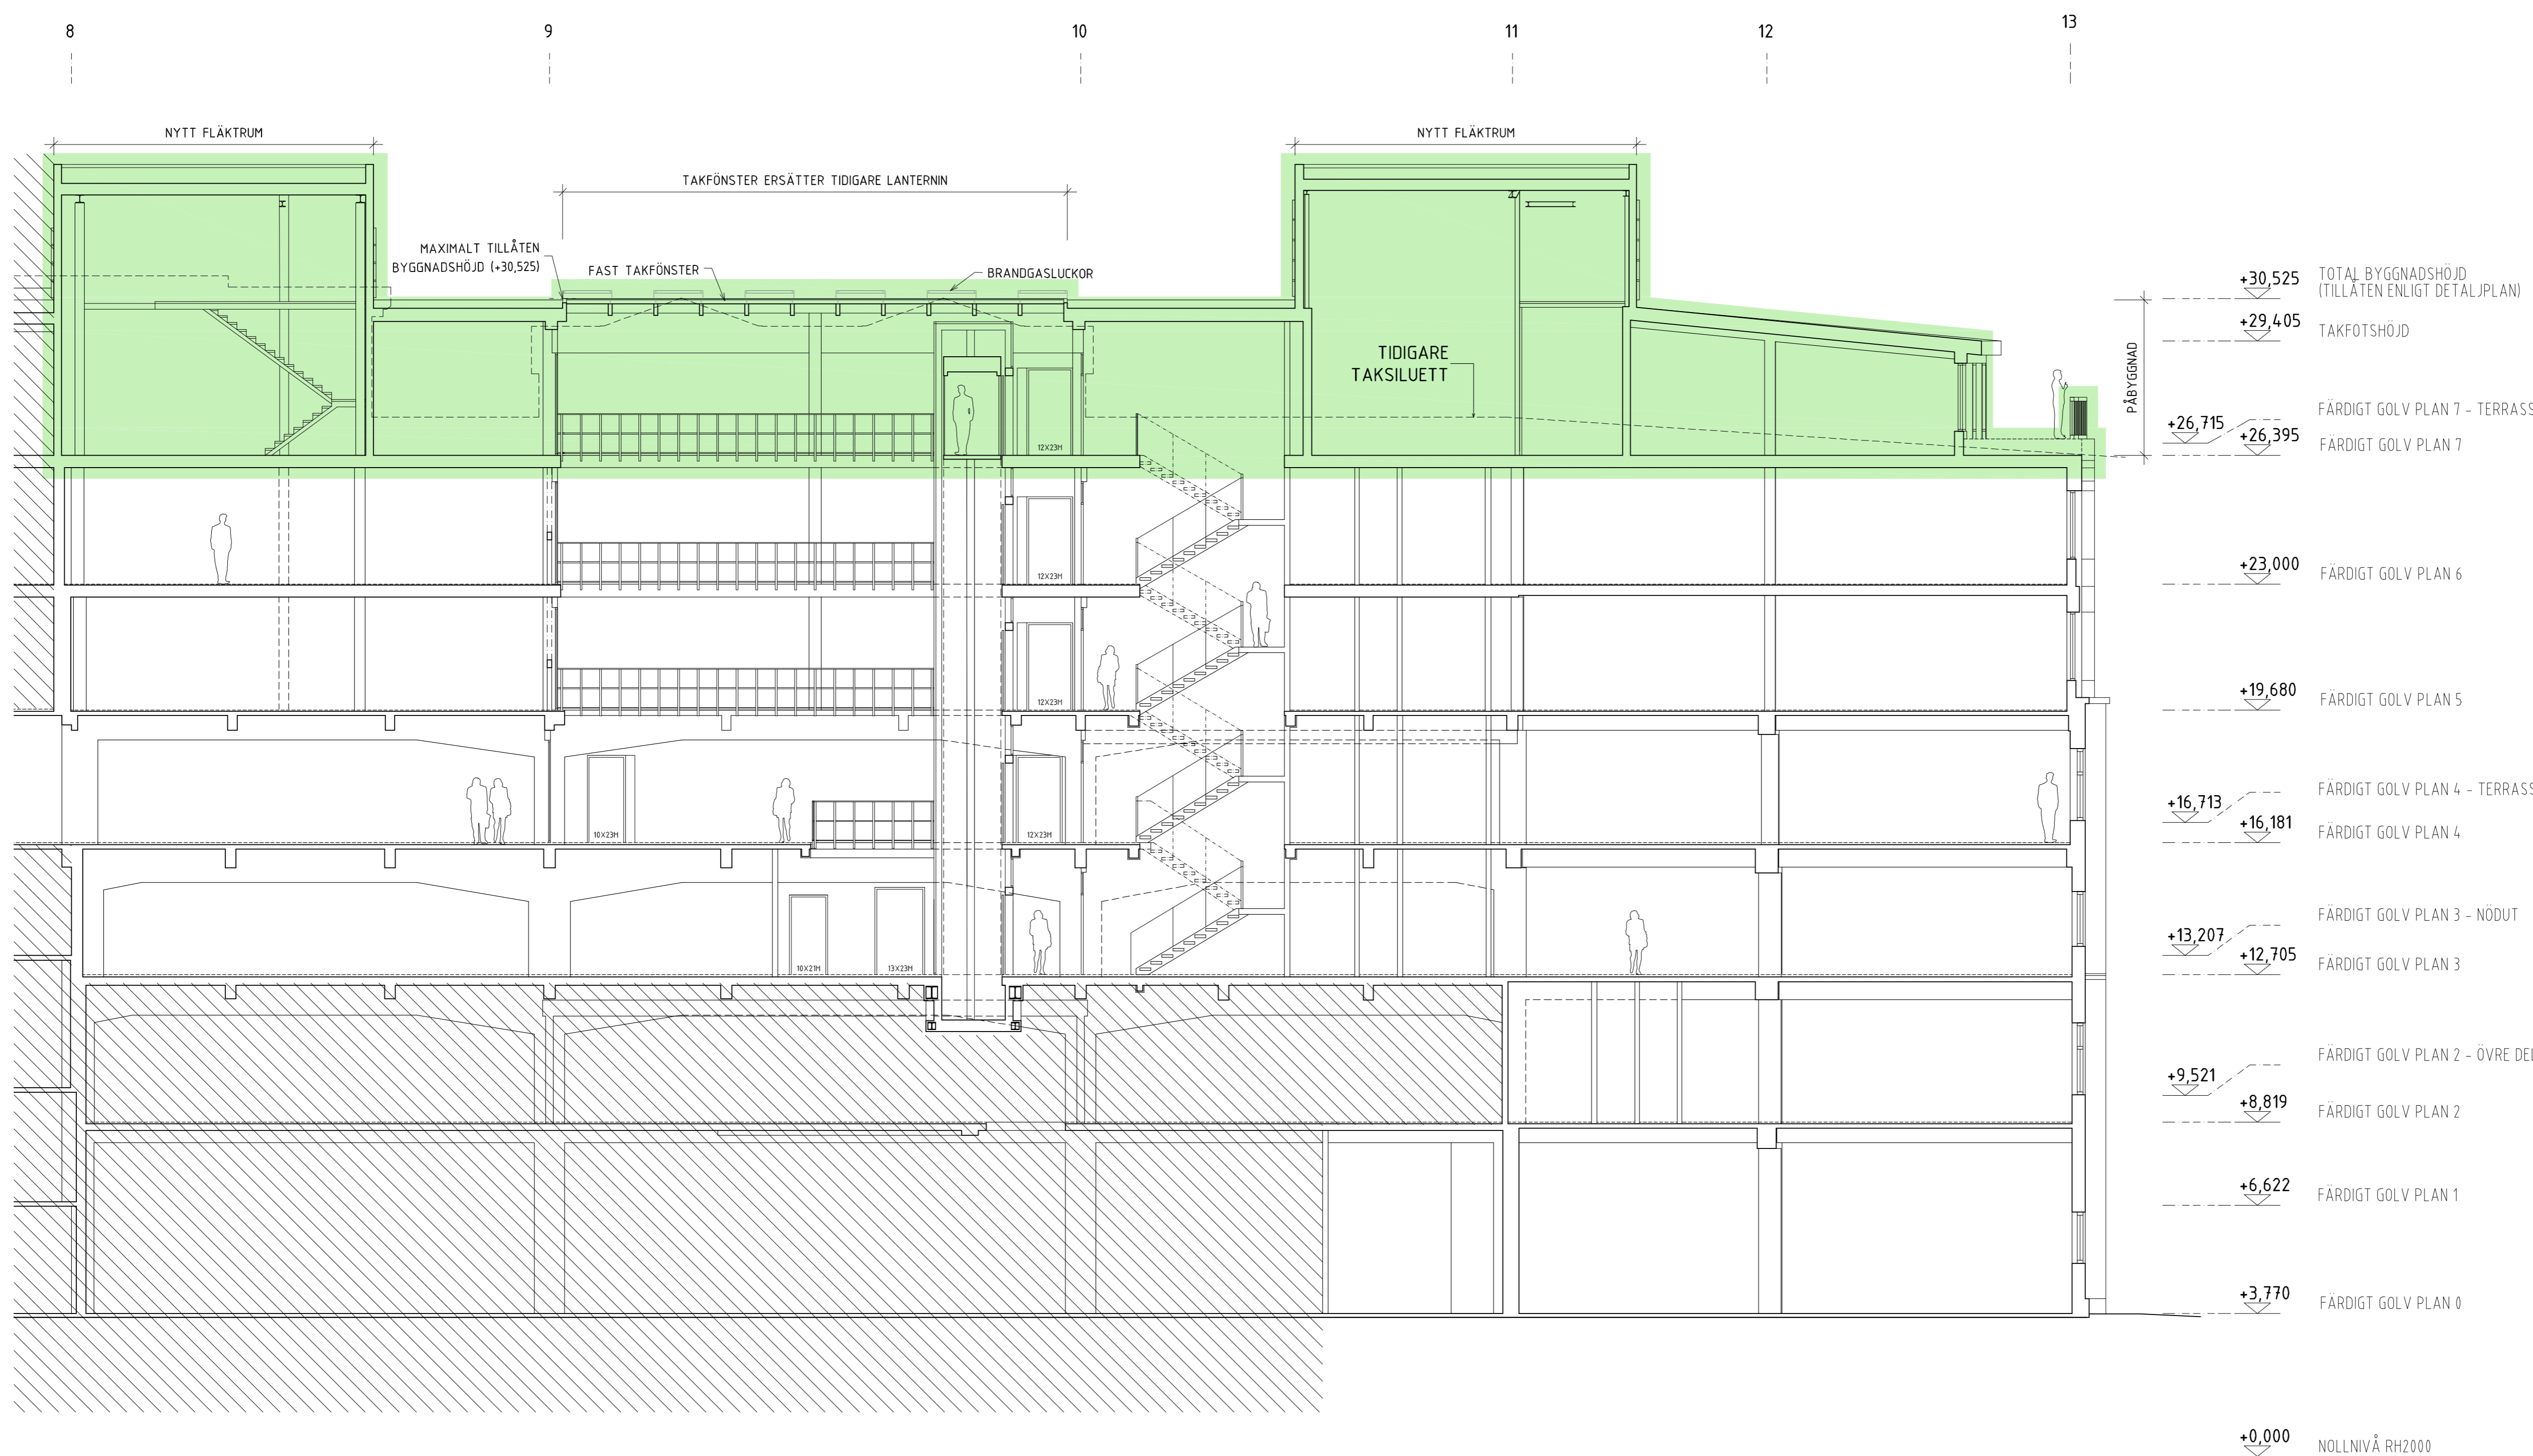 8
9
10
11
12
13
NYTT FLÄKTRUM
NYTT FLÄKTRUM
TAKFÖNSTER ERSÄTTER TIDIGARE LANTERNIN
MAXIMALT TILLÅTEN
BYGGNADSHÖJD (+30,525)
FAST TAKFÖNSTER
BRANDGASLUCKOR
+30,525
TOTAL BYGGNADSHÖJD
(TILLÅTEN ENLIGT DETALJPLAN)
+29,405
TAKFOTSHÖJD
TIDIGARE
TAKSILUETT
PÅBYGGNAD
FÄRDIGT GOLV PLAN 7 - TERRASS
+26,715
+26,395
FÄRDIGT GOLV PLAN 7
12X23M
12X23M
+23,000
FÄRDIGT GOLV PLAN 6
12X23M
+19,680
FÄRDIGT GOLV PLAN 5
FÄRDIGT GOLV PLAN 4 - TERRASS
+16,713
+16,181
FÄRDIGT GOLV PLAN 4
10X23M
12X23M
FÄRDIGT GOLV PLAN 3 - NÖDUT
+13,207
+12,705
FÄRDIGT GOLV PLAN 3
10X21M
13X23M
FÄRDIGT GOLV PLAN 2 - ÖVRE DEL
+9,521
+8,819
FÄRDIGT GOLV PLAN 2
+6,622
FÄRDIGT GOLV PLAN 1
+3,770
FÄRDIGT GOLV PLAN 0
+0,000
NOLLNIVÅ RH2000